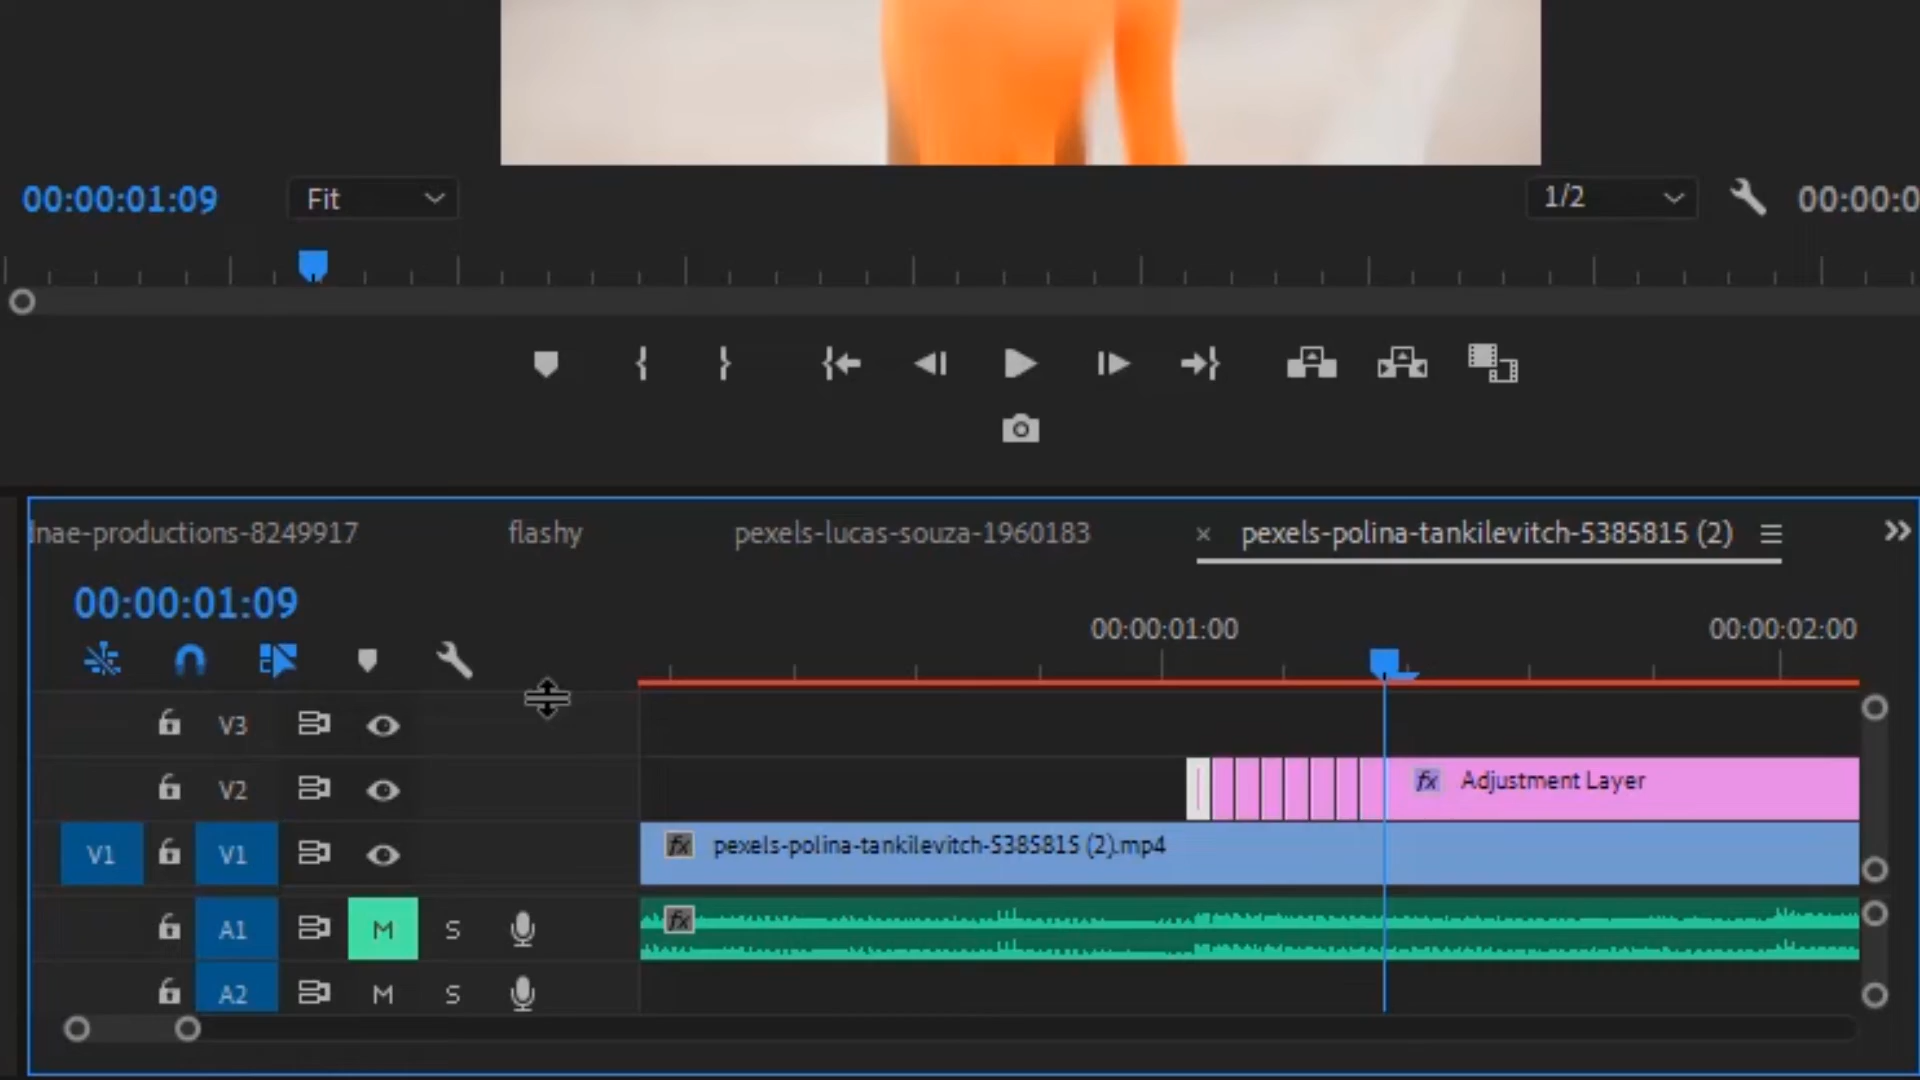 00:00:01:09 Fit 1/2 00:00:0
lnae-productions-8249917 flashy pexels-lucas-souza-1960183 × pexels-polina-tankilevitch-5385815 (2)
00:00:01:09
00:00:01:00 00:00:02:00
V3
V2 fx Adjustment Layer
V1 V1 fx pexels-polina-tankilevitch-5385815 (2).mp4
A1 M S fx
A2 M S